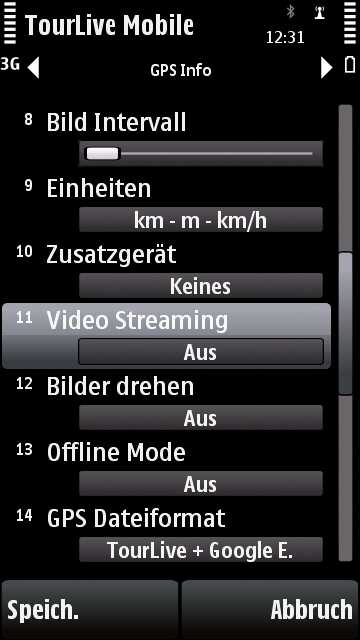 TourLive Mobile
12:31
3G
GPS Info
8 Bild Intervall
9 Einheiten
km - m - km/h
10 Zusatzgerät
Keines
11 Video Streaming
Aus
12 Bilder drehen
Aus
13 Offline Mode
Aus
14 GPS Dateiformat
TourLive + Google E.
Speich. Abbruch